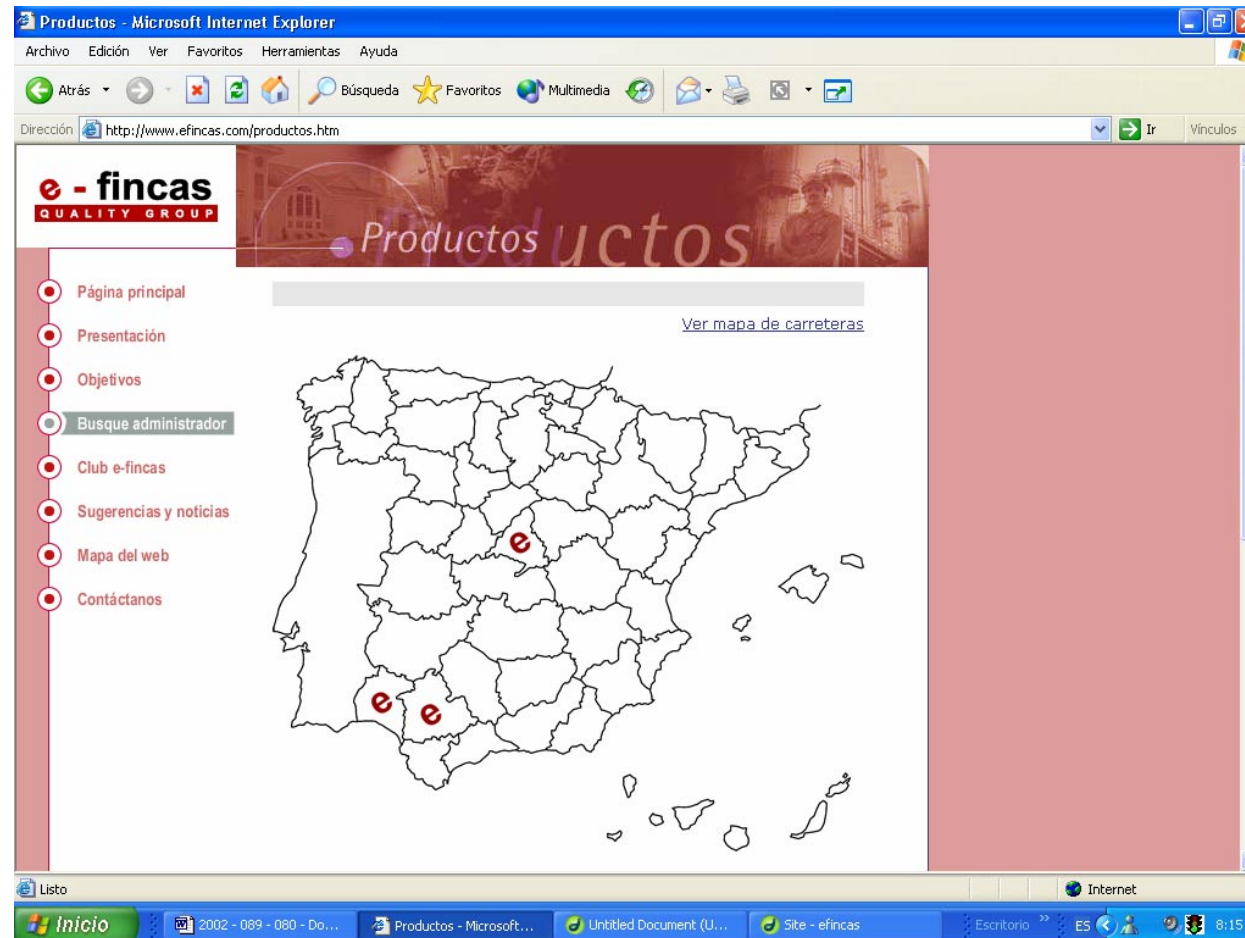 Productos - Microsoft Internet Explorer
Archivo Edición Ver Favoritos Herramientas Ayuda
Atrás Búsqueda Favoritos Multimedia
Dirección http://www.efincas.com/productos.htm Ir Vínculos
e - fincas
QUALITY GROUP
Productos
Productos
Página principal
Ver mapa de carreteras
Presentación
Objetivos
Busque administrador
Club e-fincas
Sugerencias y noticias
e
Mapa del web
Contáctanos
e
e
Listo Internet
Inicio 2002 - 089 - 080 - Do... Productos - Microsoft... Untitled Document (U... Site - efincas Escritorio » ES 8:15